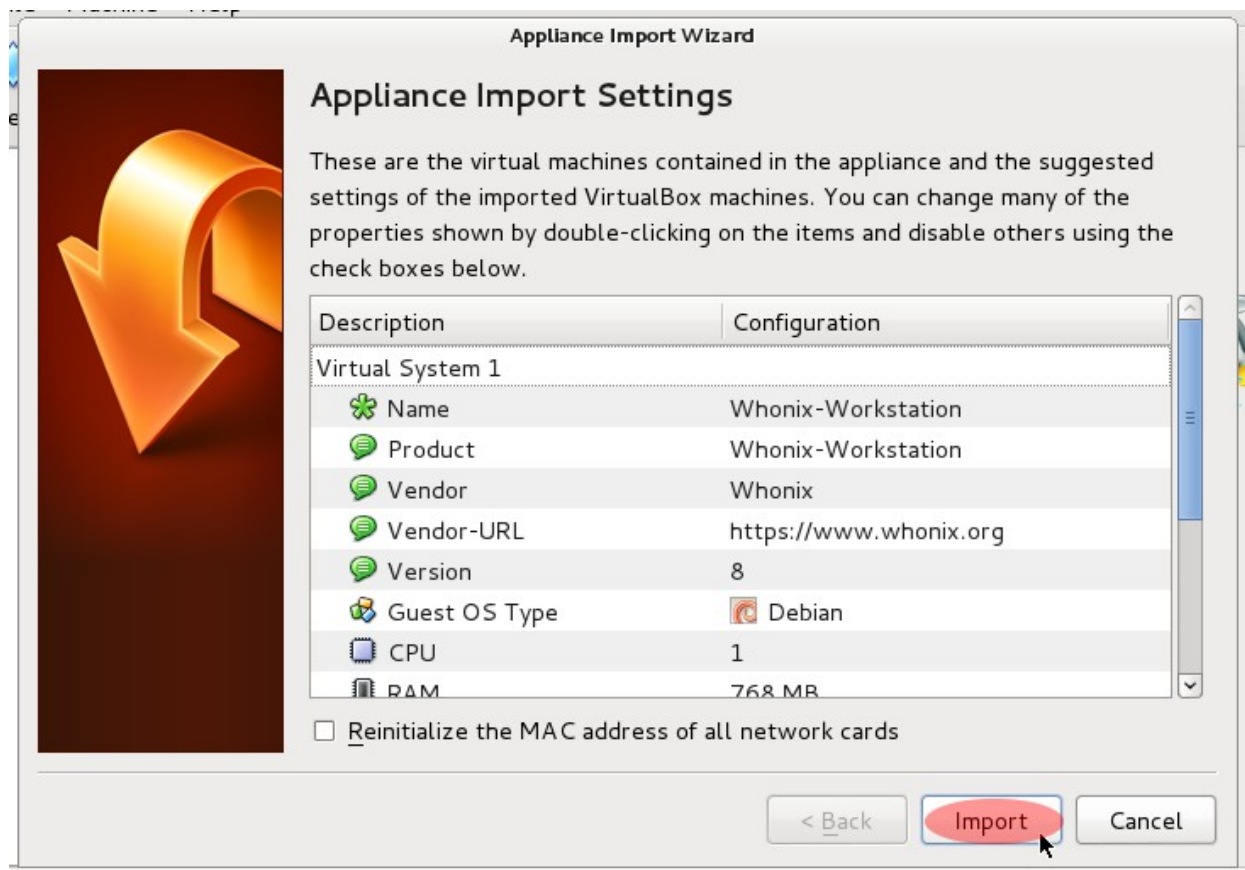 Appliance Import Wizard
Appliance Import Settings
These are the virtual machines contained in the appliance and the suggested
settings of the imported VirtualBox machines. You can change many of the
properties shown by double-clicking on the items and disable others using the
check boxes below.
Description Configuration
Virtual System 1
Name Whonix-Workstation
Product Whonix-Workstation
Vendor Whonix
Vendor-URL https://www.whonix.org
Version 8
Guest OS Type Debian
CPU 1
RAM 768 MB
Reinitialize the MAC address of all network cards
< Back Import Cancel